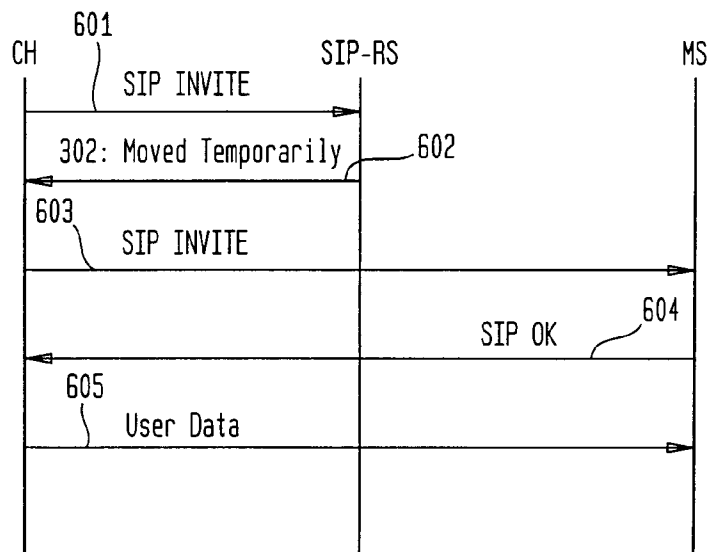 601
CH SIP-RS MS
SIP INVITE
302: Moved Temporarily 602
603
SIP INVITE
604
SIP OK
605
User Data